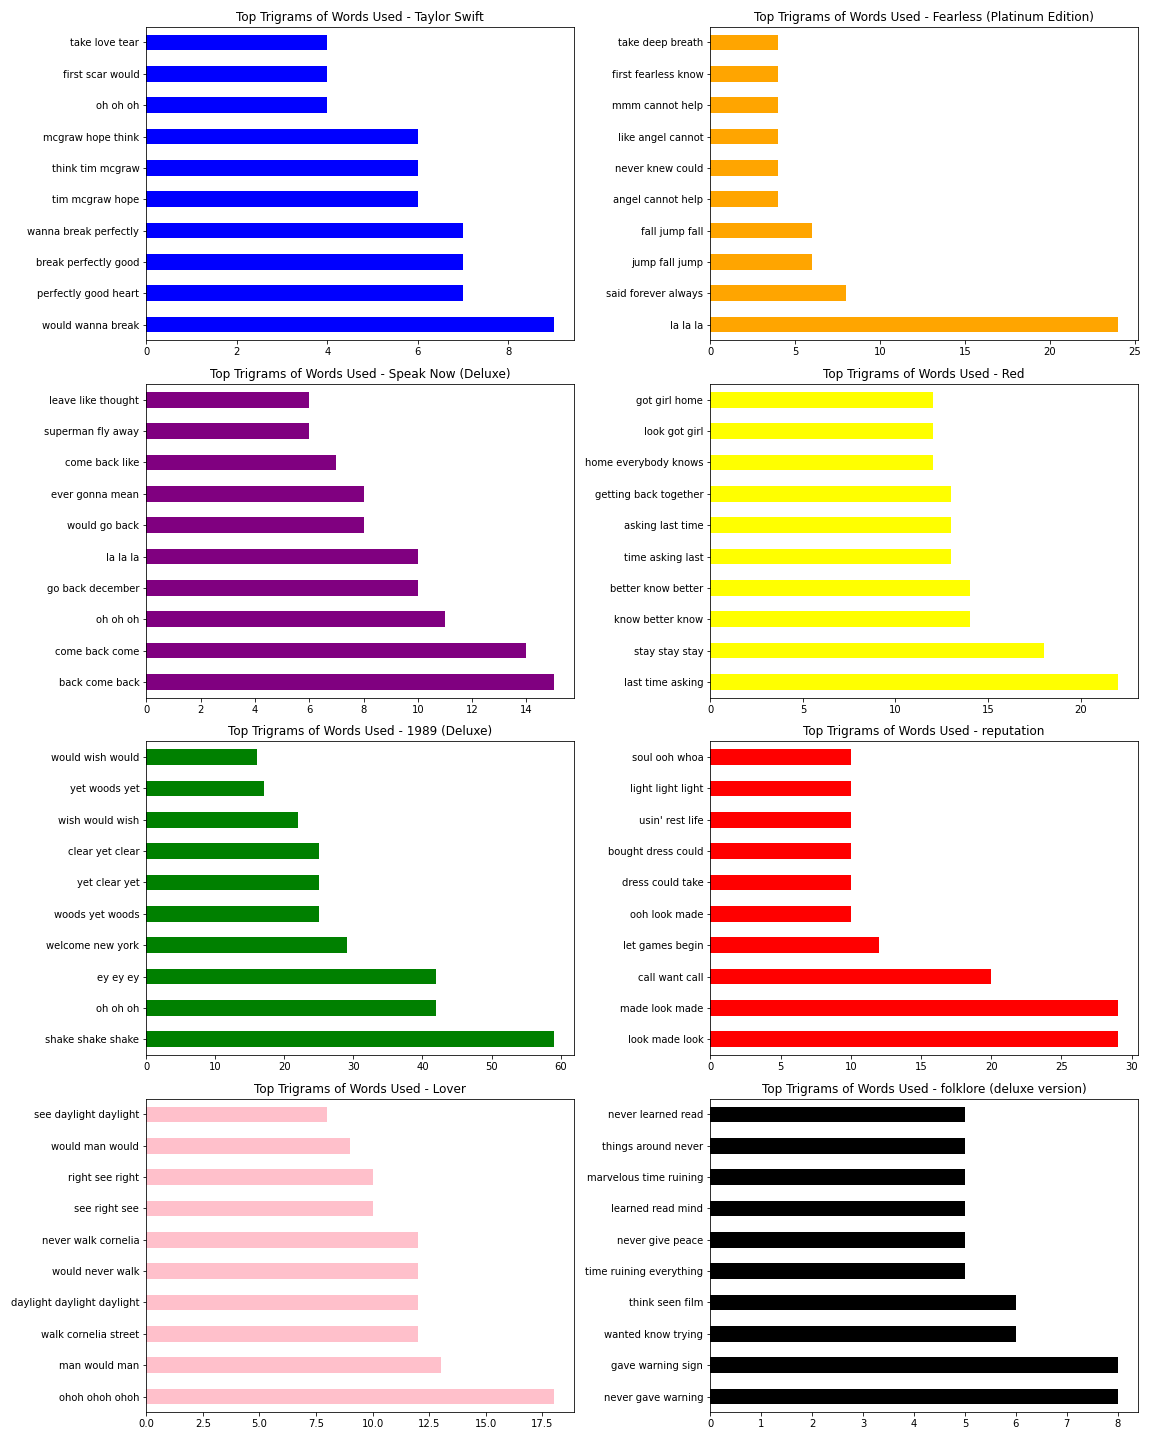 Top Trigrams of Words Used - Taylor Swift
take love tear
first scar would
oh oh oh
mcgraw hope think
think tim mcgraw
tim mcgraw hope
wanna break perfectly
break perfectly good
perfectly good heart
would wanna break
0 2 4 6 8
Top Trigrams of Words Used - Fearless (Platinum Edition)
take deep breath
first fearless know
mmm cannot help
like angel cannot
never knew could
angel cannot help
fall jump fall
jump fall jump
said forever always
la la la
0 5 10 15 20 25
Top Trigrams of Words Used - Speak Now (Deluxe)
leave like thought
superman fly away
come back like
ever gonna mean
would go back
la la la
go back december
oh oh oh
come back come
back come back
0 2 4 6 8 10 12 14
Top Trigrams of Words Used - Red
got girl home
look got girl
home everybody knows
getting back together
asking last time
time asking last
better know better
know better know
stay stay stay
last time asking
0 5 10 15 20
Top Trigrams of Words Used - 1989 (Deluxe)
would wish would
yet woods yet
wish would wish
clear yet clear
yet clear yet
woods yet woods
welcome new york
ey ey ey
oh oh oh
shake shake shake
0 10 20 30 40 50 60
Top Trigrams of Words Used - reputation
soul ooh whoa
light light light
usin' rest life
bought dress could
dress could take
ooh look made
let games begin
call want call
made look made
look made look
0 5 10 15 20 25 30
Top Trigrams of Words Used - Lover
see daylight daylight
would man would
right see right
see right see
never walk cornelia
would never walk
daylight daylight daylight
walk cornelia street
man would man
ohoh ohoh ohoh
0.0 2.5 5.0 7.5 10.0 12.5 15.0 17.5
Top Trigrams of Words Used - folklore (deluxe version)
never learned read
things around never
marvelous time ruining
learned read mind
never give peace
time ruining everything
think seen film
wanted know trying
gave warning sign
never gave warning
0 1 2 3 4 5 6 7 8